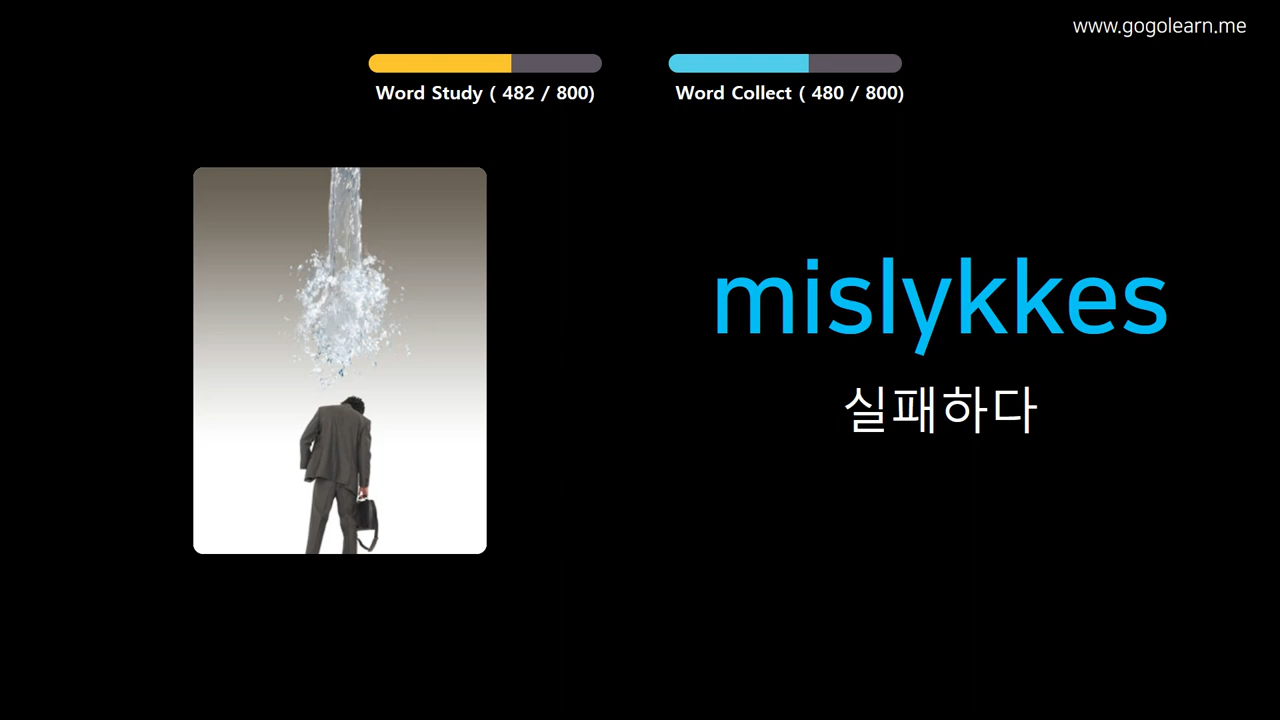 www.gogolearn.me
Word Study ( 482 / 800)
Word Collect ( 480 / 800)
mislykkes
실패하다